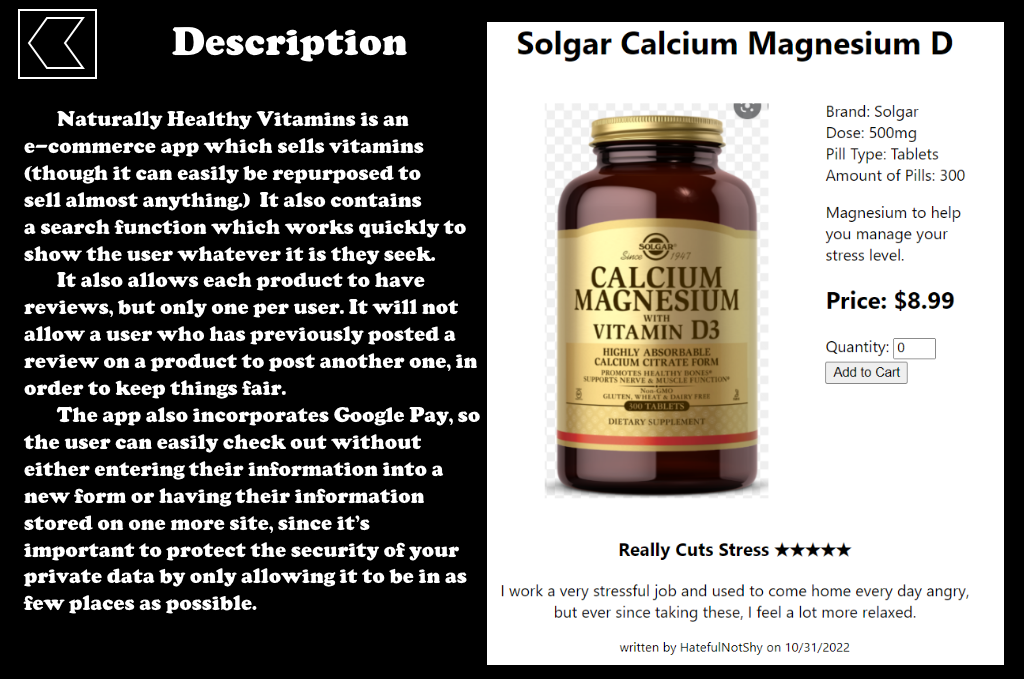 Description
Naturally Healthy Vitamins is an
e-commerce app which sells vitamins
(though it can easily be repurposed to
sell almost anything.)  It also contains
a search function which works quickly to
show the user whatever it is they seek.
It also allows each product to have
reviews, but only one per user. It will not
allow a user who has previously posted a
review on a product to post another one, in
order to keep things fair.
The app also incorporates Google Pay, so
the user can easily check out without
either entering their information into a
new form or having their information
stored on one more site, since it's
important to protect the security of your
private data by only allowing it to be in as
few places as possible.
Solgar Calcium Magnesium D
SOLGAR®
Since 1947
CALCIUM
MAGNESIUM
WITH
VITAMIN D3
HIGHLY ABSORBABLE
CALCIUM CITRATE FORM
PROMOTES HEALTHY BONES*
SUPPORTS NERVE & MUSCLE FUNCTION*
Non-GMO
GLUTEN, WHEAT & DAIRY FREE
300 TABLETS
DIETARY SUPPLEMENT
Brand: Solgar
Dose: 500mg
Pill Type: Tablets
Amount of Pills: 300
Magnesium to help
you manage your
stress level.
Price: $8.99
Quantity: 0
Add to Cart
Really Cuts Stress ★★★★★
I work a very stressful job and used to come home every day angry,
but ever since taking these, I feel a lot more relaxed.
written by HatefulNotShy on 10/31/2022